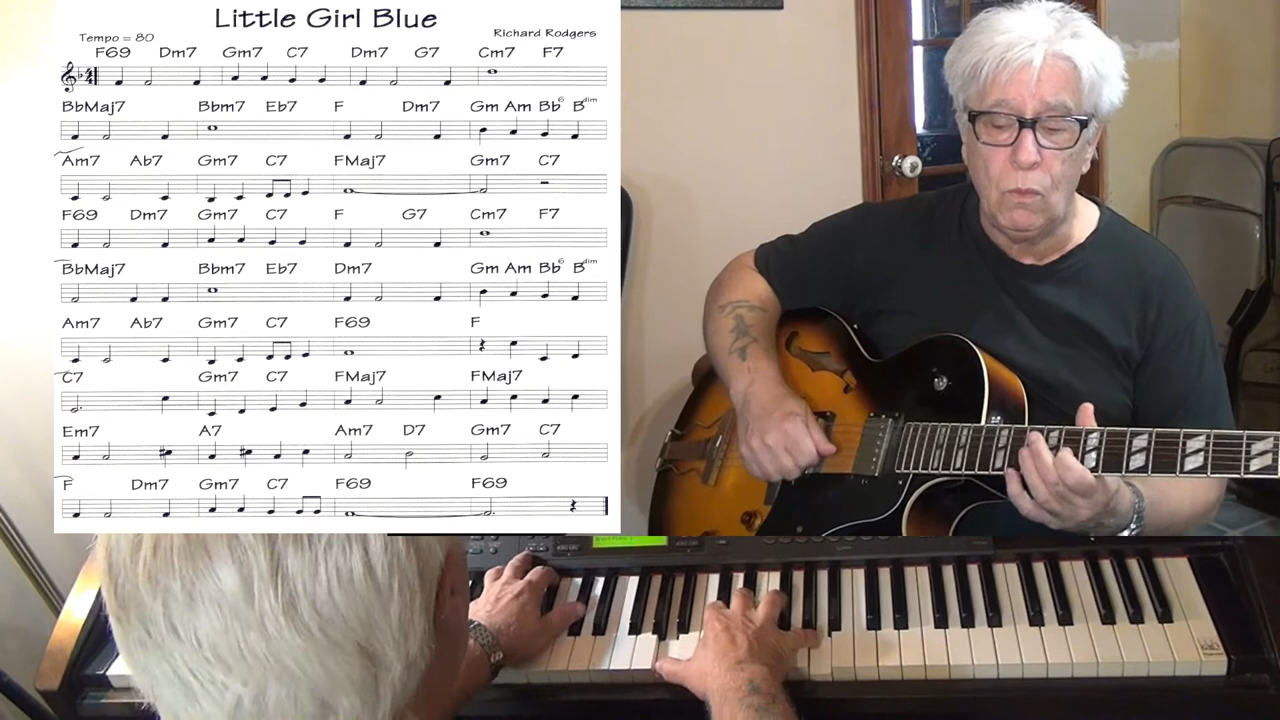 Little Girl Blue
Tempo = 80
Richard Rodgers
F69 Dm7 Gm7 C7 Dm7 G7 Cm7 F7
4/4
BbMaj7 Bbm7 Eb7 F Dm7 Gm Am Bb6 Bdim
Am7 Ab7 Gm7 C7 FMaj7 Gm7 C7
F69 Dm7 Gm7 C7 F G7 Cm7 F7
BbMaj7 Bbm7 Eb7 Dm7 Gm Am Bb6 Bdim
Am7 Ab7 Gm7 C7 F69 F
C7 Gm7 C7 FMaj7 FMaj7
Em7 A7 Am7 D7 Gm7 C7
F Dm7 Gm7 C7 F69 F69